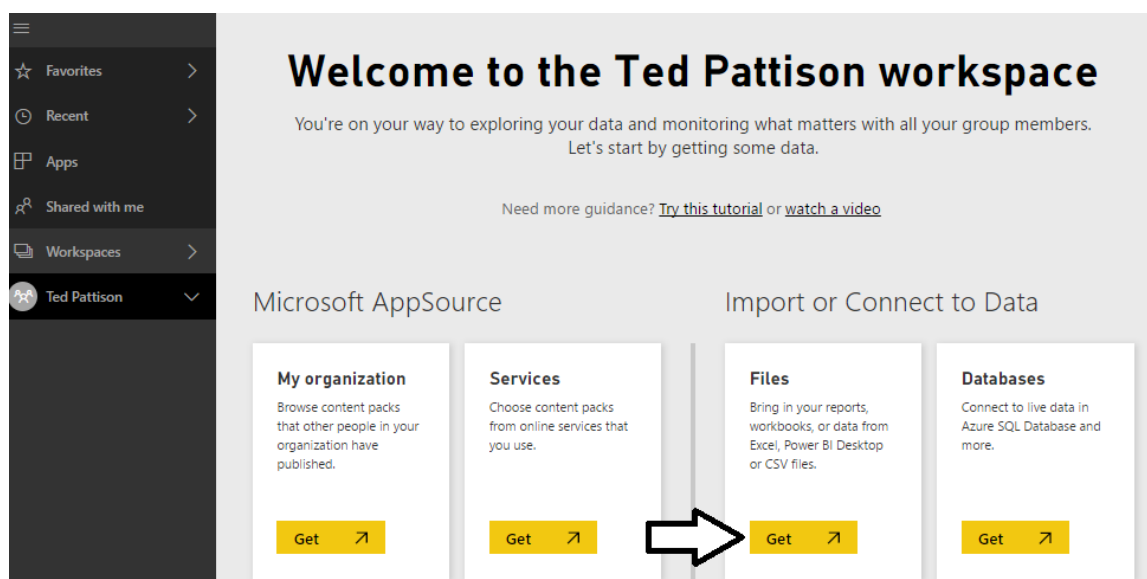 Favorites
Recent
Apps
Shared with me
Workspaces
Ted Pattison
Welcome to the Ted Pattison workspace
You're on your way to exploring your data and monitoring what matters with all your group members.
Let's start by getting some data.
Need more guidance? Try this tutorial or watch a video
Microsoft AppSource
My organization
Browse content packs
that other people in your
organization have
published.
Get
Services
Choose content packs
from online services that
you use.
Get
Import or Connect to Data
Files
Bring in your reports,
workbooks, or data from
Excel, Power BI Desktop
or CSV files.
Get
Databases
Connect to live data in
Azure SQL Database and
more.
Get